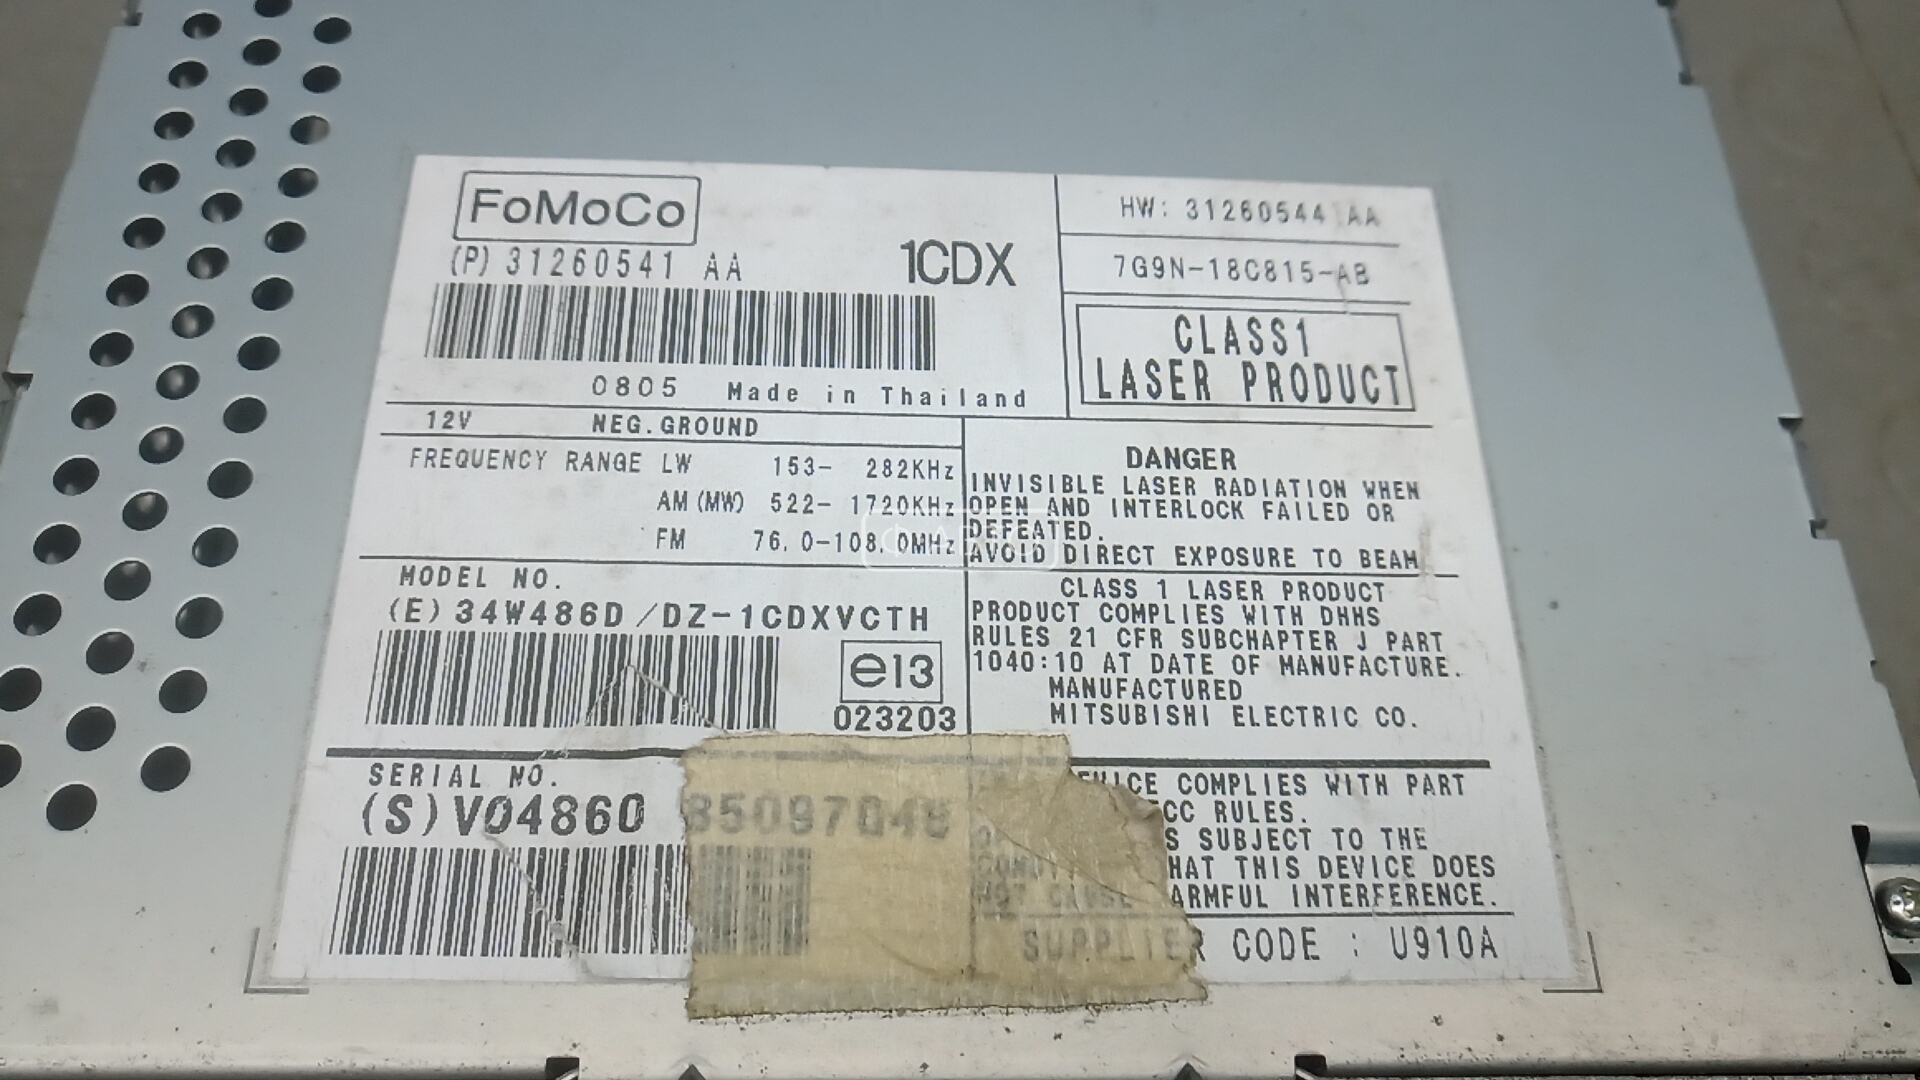 FoMoCo
(P) 31260541 AA
1CDX
0805 Made in Thailand
HW: 31260544 AA
7G9N-18C815-AB
CLASS1
LASER PRODUCT
12V NEG.GROUND
FREQUENCY RANGE LW 153- 282KHz
AM (MW) 522- 1720KHz
FM 76.0-108.0MHz
DANGER
INVISIBLE LASER RADIATION WHEN
OPEN AND INTERLOCK FAILED OR
DEFEATED.
AVOID DIRECT EXPOSURE TO BEAM
MODEL NO.
(E) 34W486D/DZ-1CDXVCTH
e13
023203
CLASS 1 LASER PRODUCT
PRODUCT COMPLIES WITH DHHS
RULES 21 CFR SUBCHAPTER J PART
1040:10 AT DATE OF MANUFACTURE.
MANUFACTURED
MITSUBISHI ELECTRIC CO.
SERIAL NO.
(S) V04860
COMPLIES WITH PART
RULES.
SUBJECT TO THE
THIS DEVICE DOES
NOT CAUSE HARMFUL INTERFERENCE.
SUPPLIER CODE : U910A